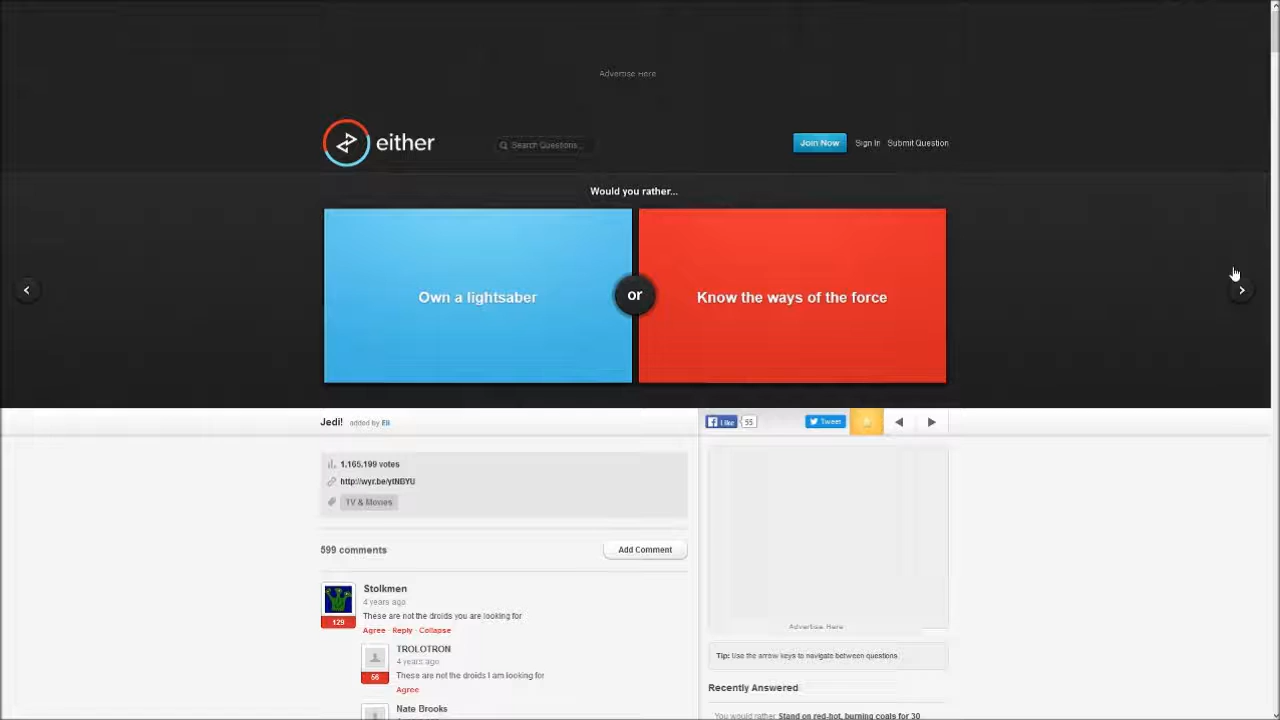 Advertise Here
either
Search Questions...
Join Now
Sign In
Submit Question
Would you rather...
Own a lightsaber
or
Know the ways of the force
Jedi! added by Eli
Like 55
Tweet
1,165,199 votes
http://wyr.be/ytNBYU
TV & Movies
599 comments
Add Comment
Stolkmen
4 years ago
129
These are not the droids you are looking for
Agree Reply Collapse
TROLOTRON
4 years ago
56
These are not the droids I am looking for
Agree
Nate Brooks
Advertise Here
Tip: Use the arrow keys to navigate between questions.
Recently Answered
You would rather Stand on red-hot, burning coals for 30